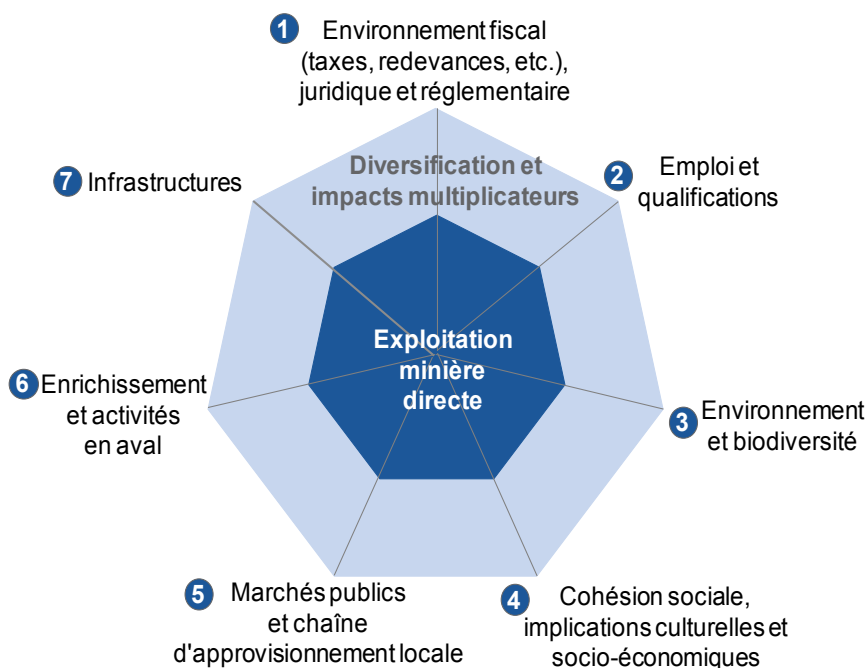 1 Environnement fiscal
(taxes, redevances, etc.),
juridique et réglementaire
Diversification et
impacts multiplicateurs
2 Emploi et
qualifications
7 Infrastructures
Exploitation
minière
directe
6 Enrichissement
et activités
en aval
3 Environnement
et biodiversité
5 Marchés publics
et chaîne
d'approvisionnement locale
4 Cohésion sociale,
implications culturelles et
socio-économiques